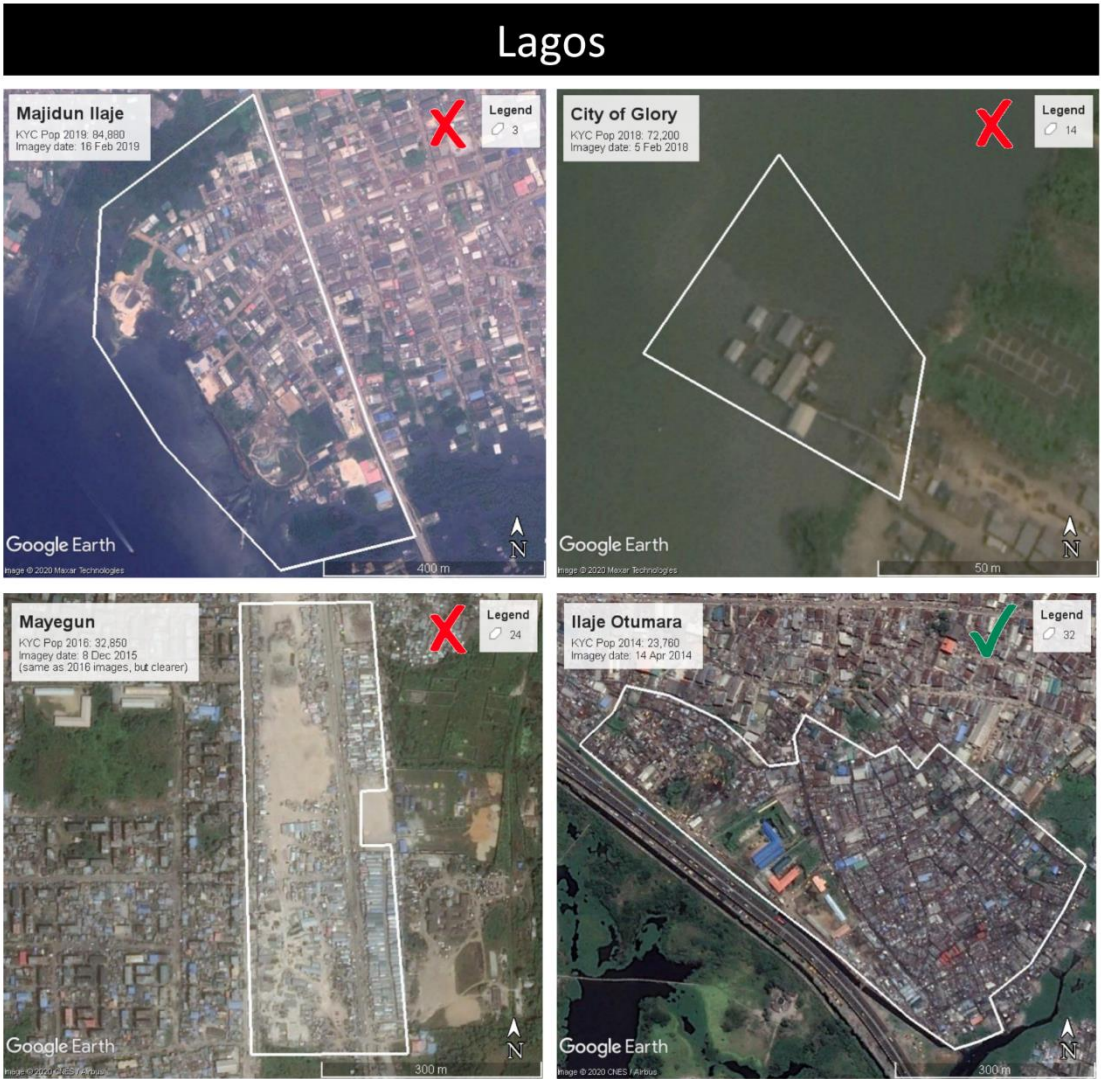 Lagos
Majidun Ilaje
KYC Pop 2019: 84,880
Imagey date: 16 Feb 2019
Legend
3
Google Earth
Image © 2020 Maxar Technologies
400 m
N
City of Glory
KYC Pop 2018: 72,200
Imagey date: 5 Feb 2018
Legend
14
Google Earth
Image © 2020 Maxar Technologies
50 m
N
Mayegun
KYC Pop 2016: 32,850
Imagey date: 8 Dec 2015
(same as 2016 images, but clearer)
Legend
24
Google Earth
Image © 2020 CNES / Airbus
300 m
N
Ilaje Otumara
KYC Pop 2014: 23,760
Imagey date: 14 Apr 2014
Legend
32
Google Earth
Image © 2020 CNES / Airbus
300 m
N